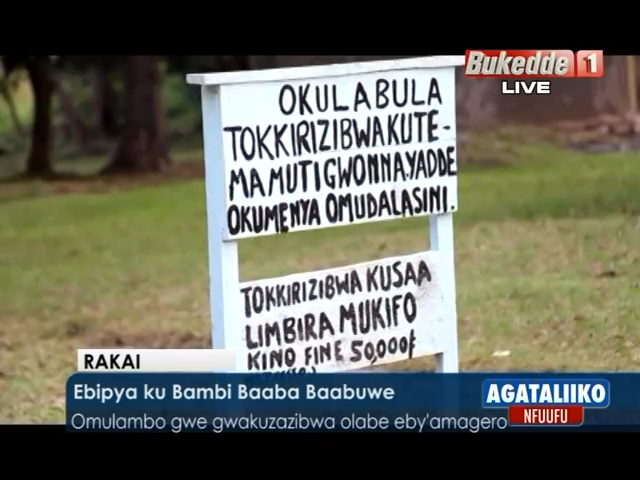 Bukedde 1
LIVE
OKULABULA
TOKKIRIZIBWA KUTE-
MA MUTI GWONNA, YADDE
OKUMENYA OMUDALASINI.
TOKKIRIZIBWA KUSAA
LIMBIRA MUKIFO
KINO FINE 50,000/
RAKAI
Ebipya ku Bambi Baaba Baabuwe
AGATALIIKO
NFUUFU
Omulambo gwe gwakuzazibwa olabe eby'amagero